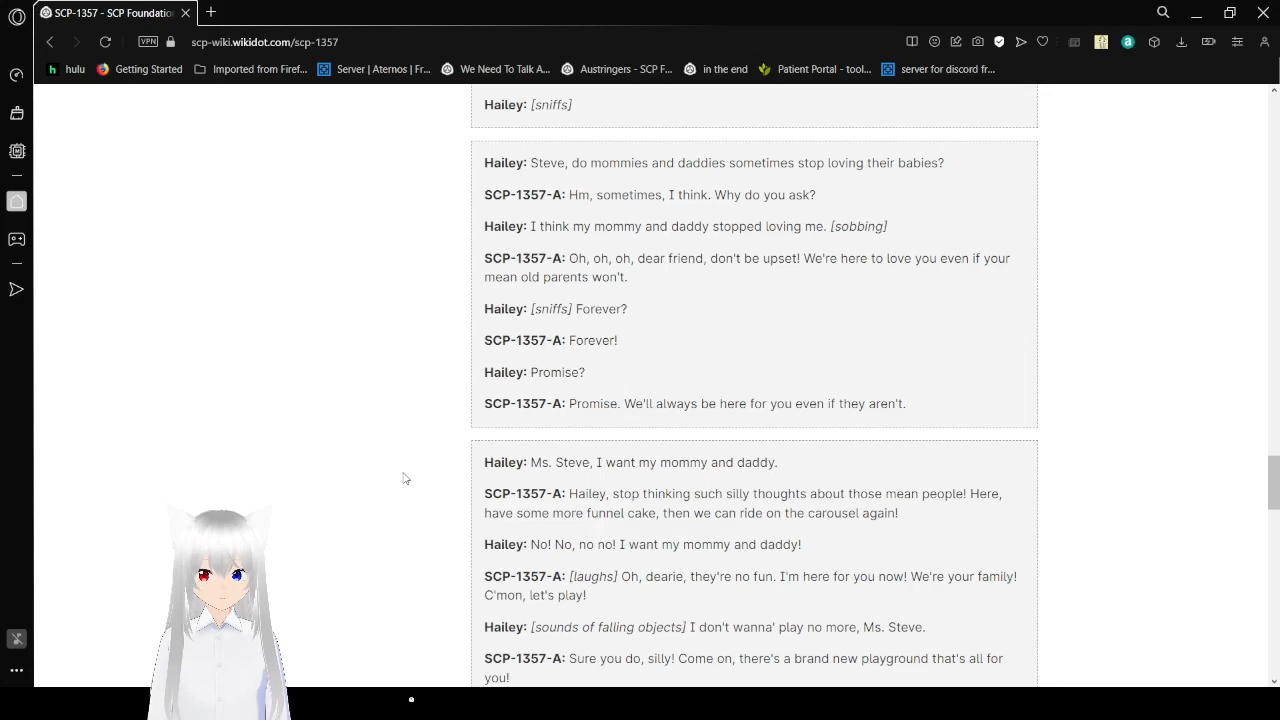 SCP-1357 - SCP Foundatio
VPN
scp-wiki.wikidot.com/scp-1357
hulu
Getting Started
Imported from Firef...
Server | Aternos | Fr...
We Need To Talk A...
Austringers - SCP F...
in the end
Patient Portal - tool...
server for discord fr...
Hailey: [sniffs]
Hailey: Steve, do mommies and daddies sometimes stop loving their babies?
SCP-1357-A: Hm, sometimes, I think. Why do you ask?
Hailey: I think my mommy and daddy stopped loving me. [sobbing]
SCP-1357-A: Oh, oh, oh, dear friend, don't be upset! We're here to love you even if your
mean old parents won't.
Hailey: [sniffs] Forever?
SCP-1357-A: Forever!
Hailey: Promise?
SCP-1357-A: Promise. We'll always be here for you even if they aren't.
Hailey: Ms. Steve, I want my mommy and daddy.
SCP-1357-A: Hailey, stop thinking such silly thoughts about those mean people! Here,
have some more funnel cake, then we can ride on the carousel again!
Hailey: No! No, no no! I want my mommy and daddy!
SCP-1357-A: [laughs] Oh, dearie, they're no fun. I'm here for you now! We're your family!
C'mon, let's play!
Hailey: [sounds of falling objects] I don't wanna' play no more, Ms. Steve.
SCP-1357-A: Sure you do, silly! Come on, there's a brand new playground that's all for
you!